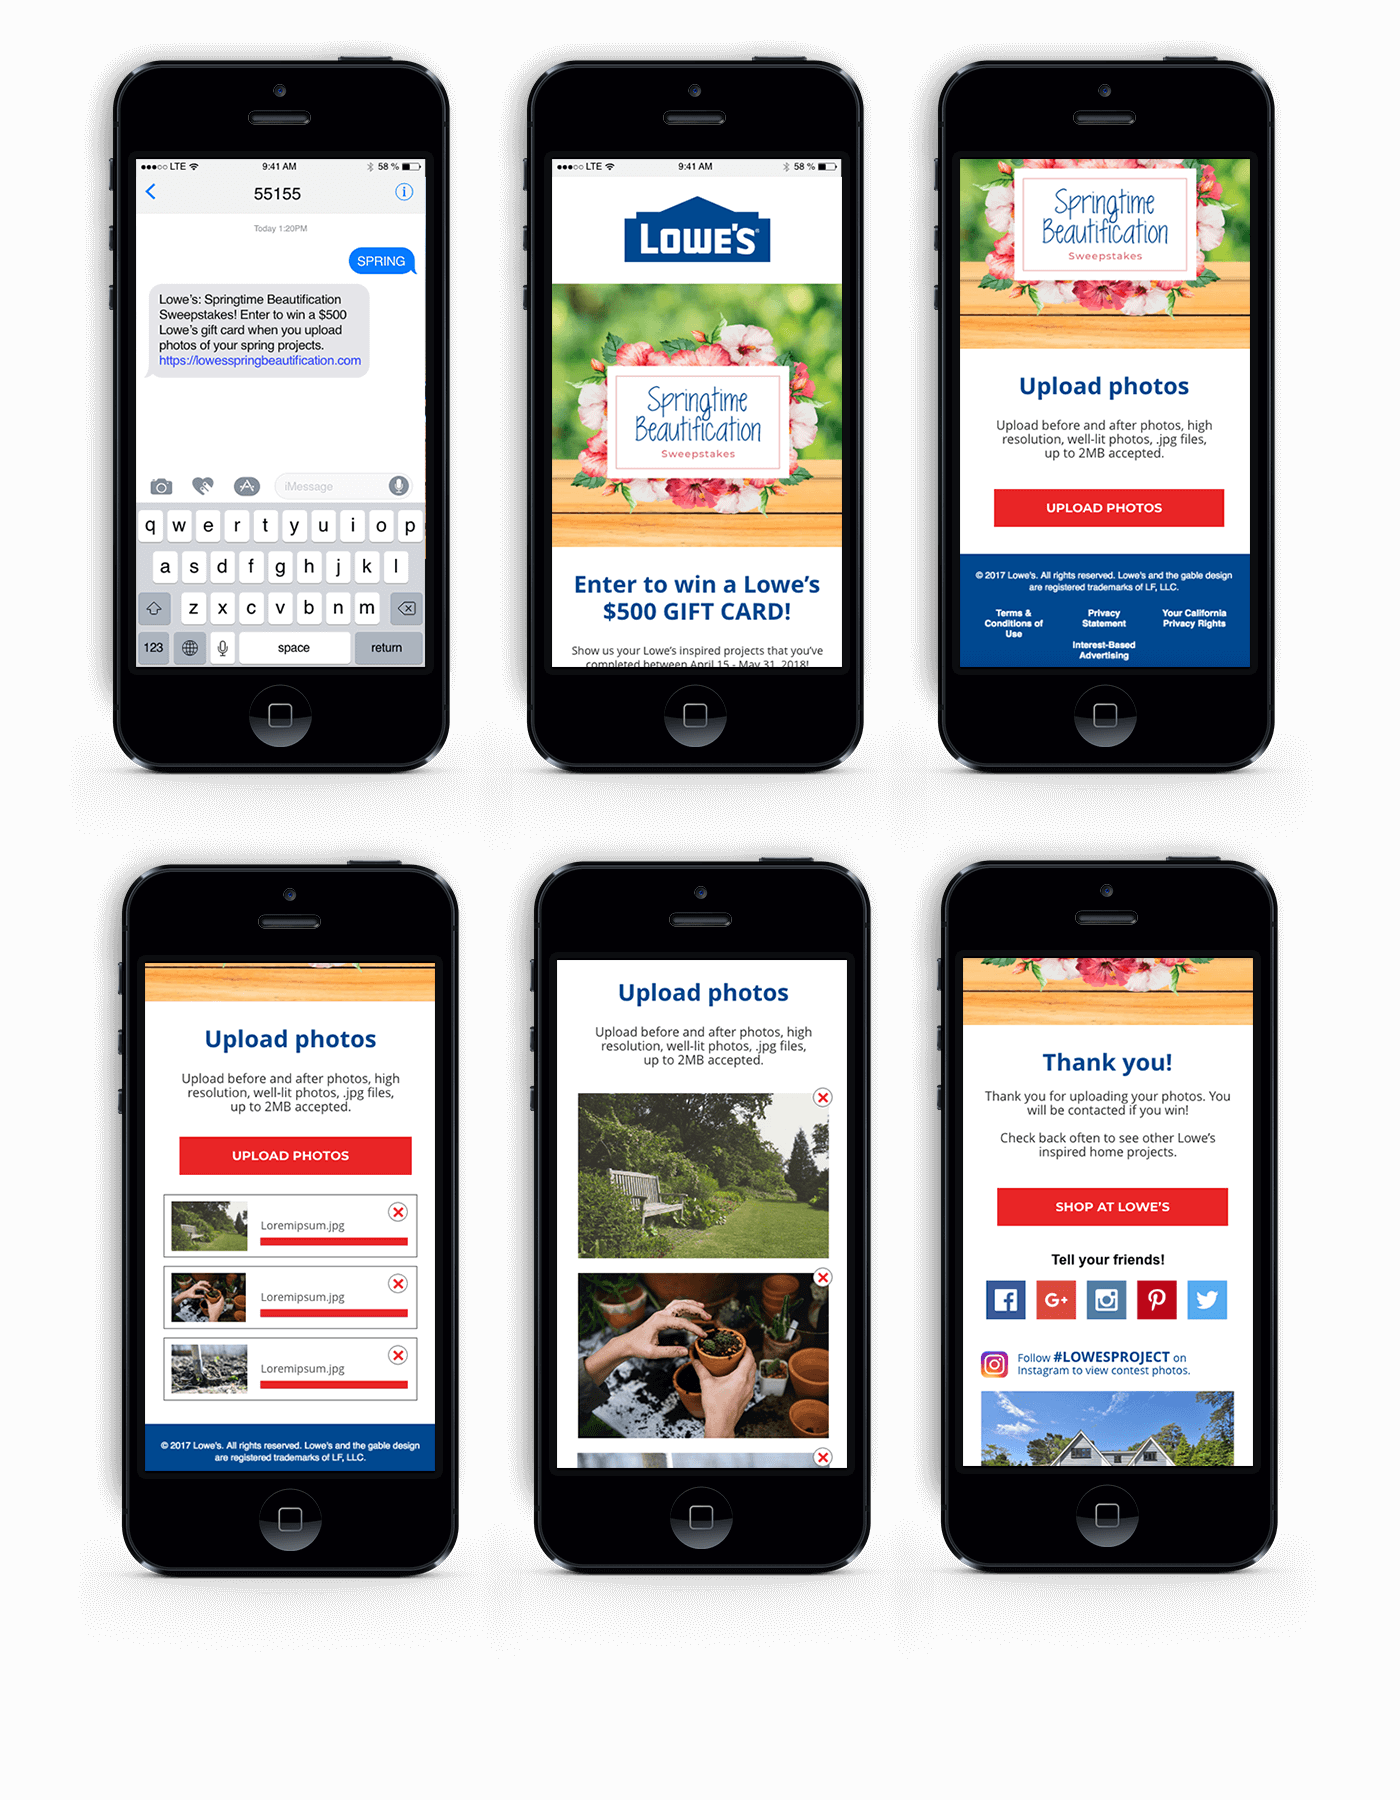 LTE 9:41 AM 58 %
55155
Today 1:20PM
SPRING
Lowe's: Springtime Beautification
Sweepstakes! Enter to win a $500
Lowe's gift card when you upload
photos of your spring projects.
https://lowesspringbeautification.com
iMessage
q w e r t y u i o p
a s d f g h j k l
z x c v b n m
123 space return
LTE 9:41 AM 58 %
LOWE'S®
Springtime
Beautification
Sweepstakes
Enter to win a Lowe's
$500 GIFT CARD!
Show us your Lowe's inspired projects that you've
completed between April 15 - May 31, 2018!
Springtime
Beautification
Sweepstakes
Upload photos
Upload before and after photos, high
resolution, well-lit photos, .jpg files,
up to 2MB accepted.
UPLOAD PHOTOS
© 2017 Lowe's. All rights reserved. Lowe's and the gable design
are registered trademarks of LF, LLC.
Terms &
Conditions of
Use
Privacy
Statement
Your California
Privacy Rights
Interest-Based
Advertising
Upload photos
Upload before and after photos, high
resolution, well-lit photos, .jpg files,
up to 2MB accepted.
UPLOAD PHOTOS
Loremipsum.jpg
Loremipsum.jpg
Loremipsum.jpg
© 2017 Lowe's. All rights reserved. Lowe's and the gable design
are registered trademarks of LF, LLC.
Upload photos
Upload before and after photos, high
resolution, well-lit photos, .jpg files,
up to 2MB accepted.
Thank you!
Thank you for uploading your photos. You
will be contacted if you win!
Check back often to see other Lowe's
inspired home projects.
SHOP AT LOWE'S
Tell your friends!
G+
Follow #LOWESPROJECT on
Instagram to view contest photos.